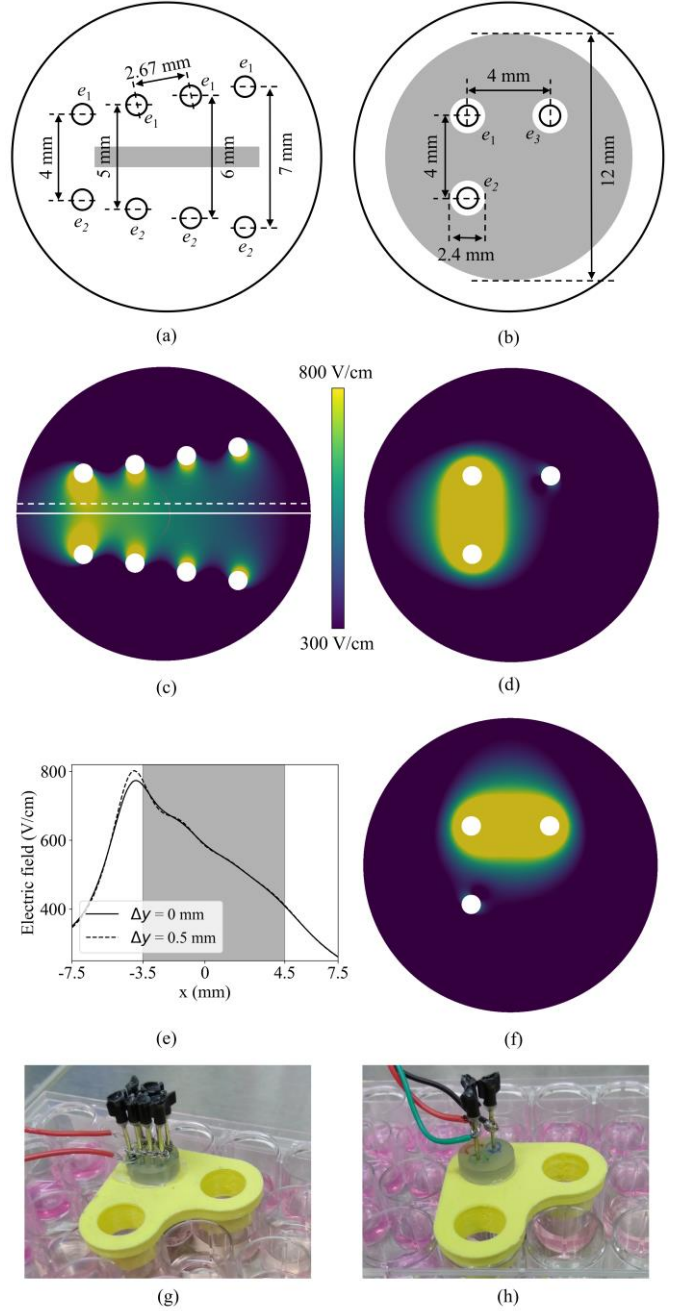 2.67 mm
e1
e1
e1
e1
4 mm
5 mm
6 mm
7 mm
e2
e2
e2
e2
(a)
4 mm
e1
e3
4 mm
e2
2.4 mm
12 mm
(b)
800 V/cm
300 V/cm
(c)
(d)
Electric field (V/cm)
800
600
400
Δy = 0 mm
Δy = 0.5 mm
-7.5
-3.5
0
4.5
7.5
x (mm)
(e)
(f)
(g)
(h)